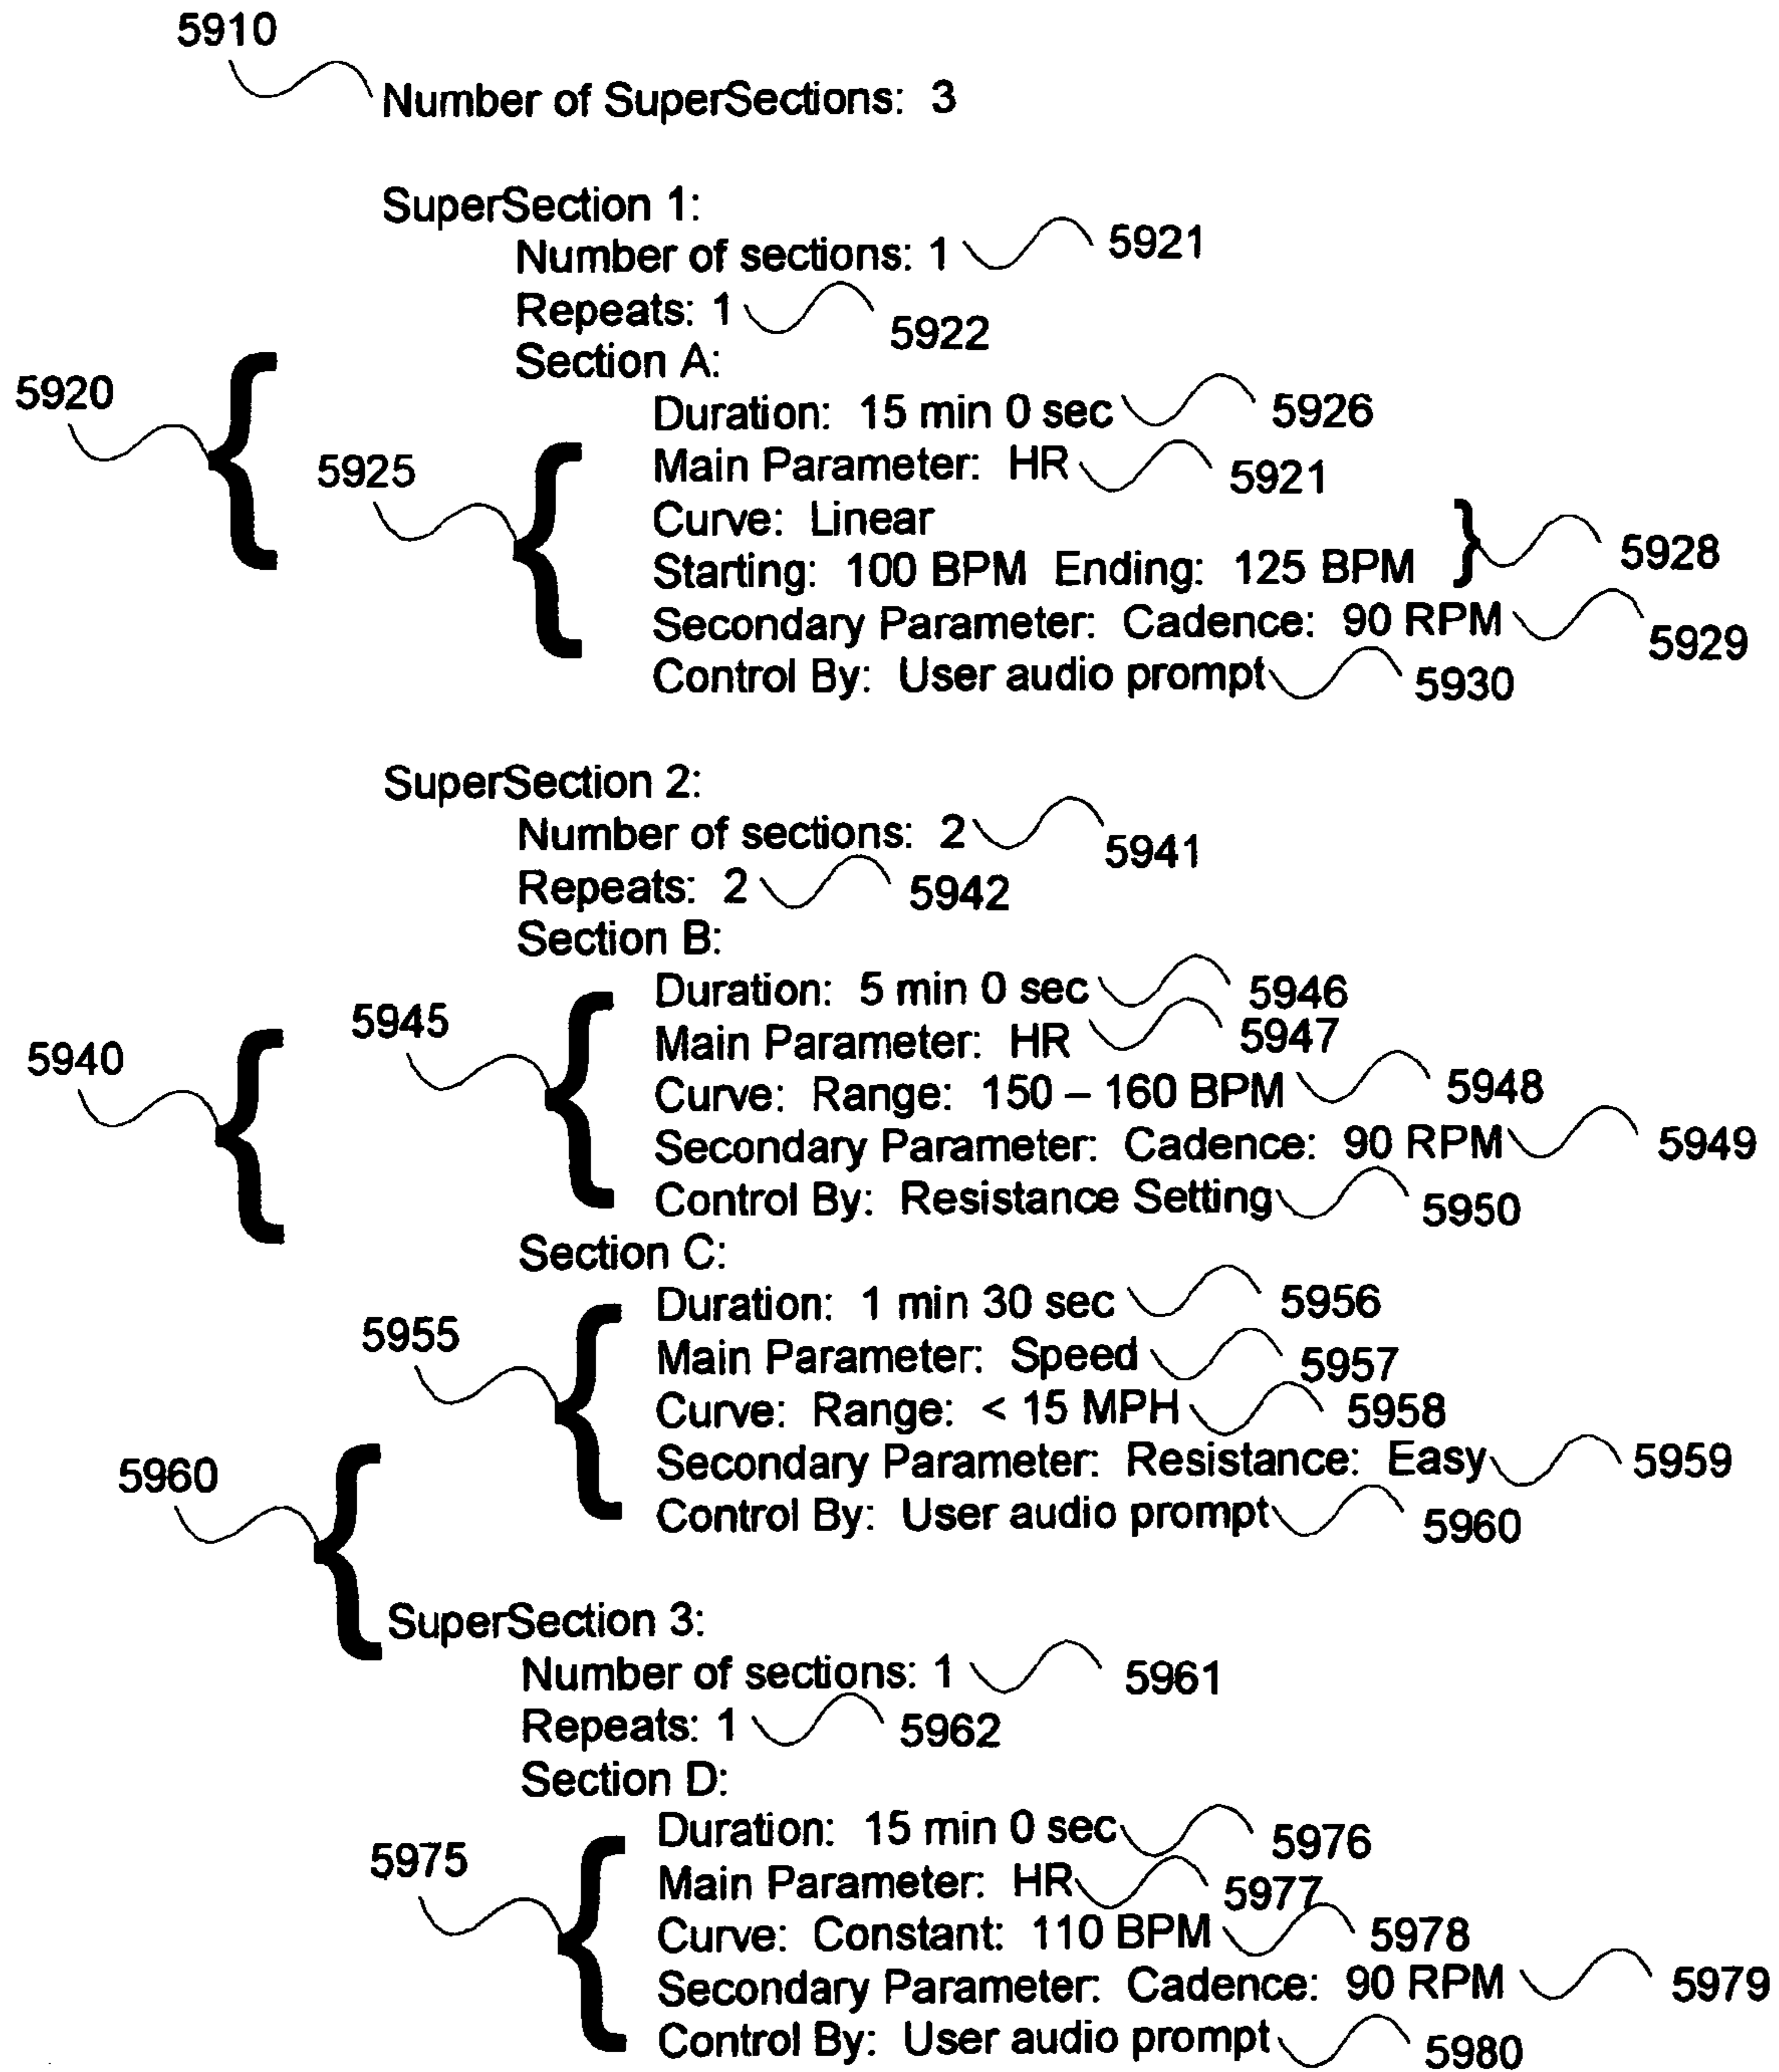 5910
Number of SuperSections: 3
SuperSection 1:
Number of sections: 1 5921
Repeats: 1 5922
Section A:
5920
Duration: 15 min 0 sec 5926
5925
Main Parameter: HR 5921
Curve: Linear
Starting: 100 BPM Ending: 125 BPM } 5928
Secondary Parameter: Cadence: 90 RPM 5929
Control By: User audio prompt 5930
SuperSection 2:
Number of sections: 2 5941
Repeats: 2 5942
Section B:
Duration: 5 min 0 sec 5946
5945
Main Parameter: HR 5947
5940
Curve: Range: 150 – 160 BPM 5948
Secondary Parameter: Cadence: 90 RPM 5949
Control By: Resistance Setting 5950
Section C:
Duration: 1 min 30 sec 5956
5955
Main Parameter: Speed 5957
Curve: Range: < 15 MPH 5958
5960
Secondary Parameter: Resistance: Easy 5959
Control By: User audio prompt 5960
SuperSection 3:
Number of sections: 1 5961
Repeats: 1 5962
Section D:
Duration: 15 min 0 sec 5976
5975
Main Parameter: HR 5977
Curve: Constant: 110 BPM 5978
Secondary Parameter: Cadence: 90 RPM 5979
Control By: User audio prompt 5980